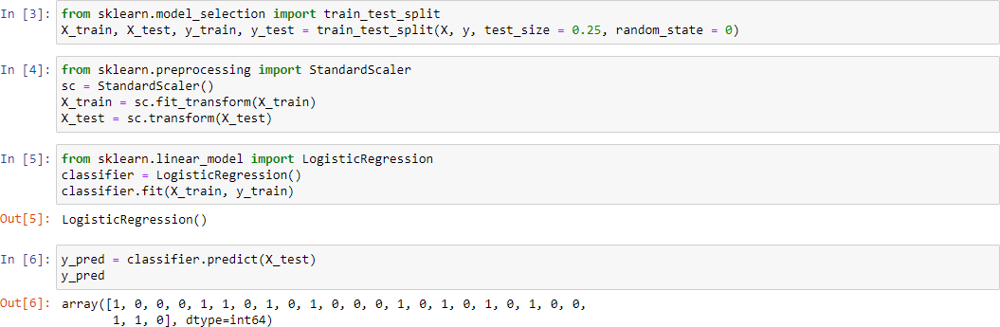 In [3]: from sklearn.model_selection import train_test_split
X_train, X_test, y_train, y_test = train_test_split(X, y, test_size = 0.25, random_state = 0)
In [4]: from sklearn.preprocessing import StandardScaler
sc = StandardScaler()
X_train = sc.fit_transform(X_train)
X_test = sc.transform(X_test)
In [5]: from sklearn.linear_model import LogisticRegression
classifier = LogisticRegression()
classifier.fit(X_train, y_train)
Out[5]: LogisticRegression()
In [6]: y_pred = classifier.predict(X_test)
y_pred
Out[6]: array([1, 0, 0, 0, 1, 1, 0, 1, 0, 1, 0, 0, 0, 1, 0, 1, 0, 1, 0, 1, 0, 0,
1, 1, 0], dtype=int64)